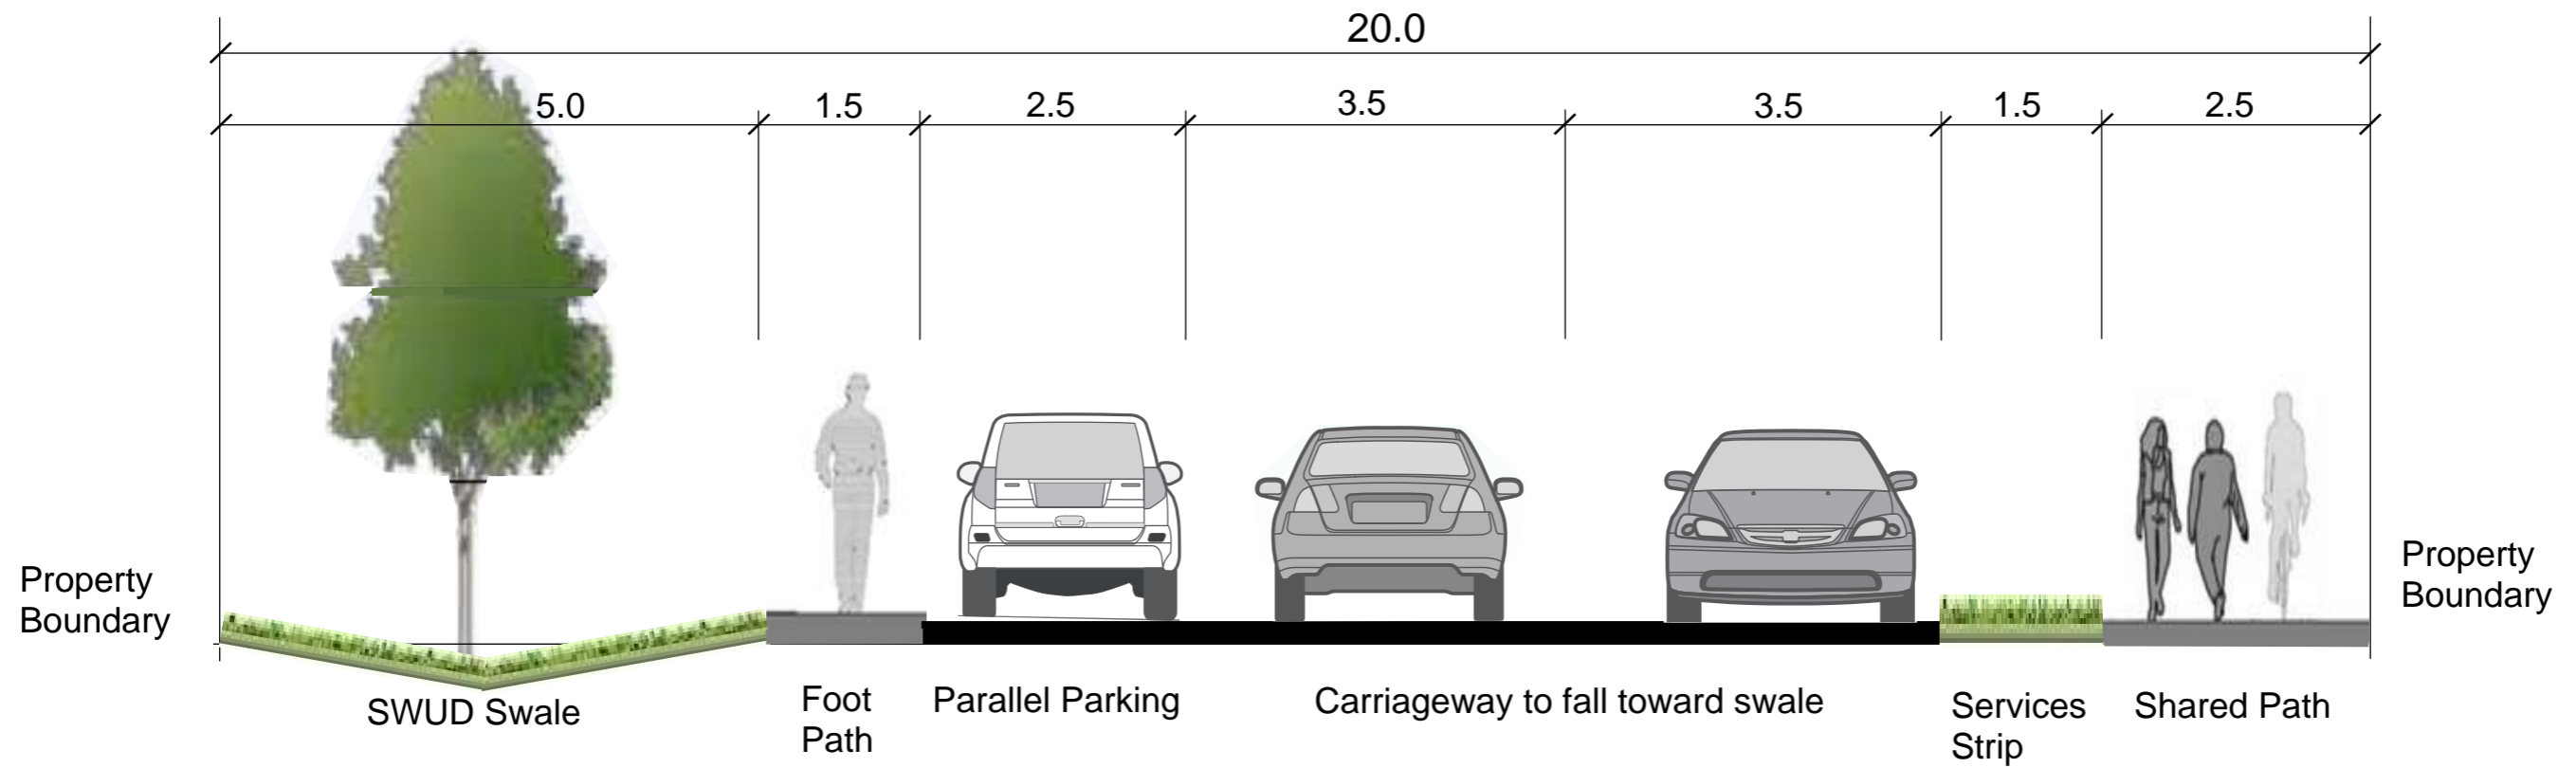 20.0
5.0 1.5 2.5 3.5 3.5 1.5 2.5
Property
Boundary
Property
Boundary
SWUD Swale
Foot
Path
Parallel Parking
Carriageway to fall toward swale
Services
Strip
Shared Path